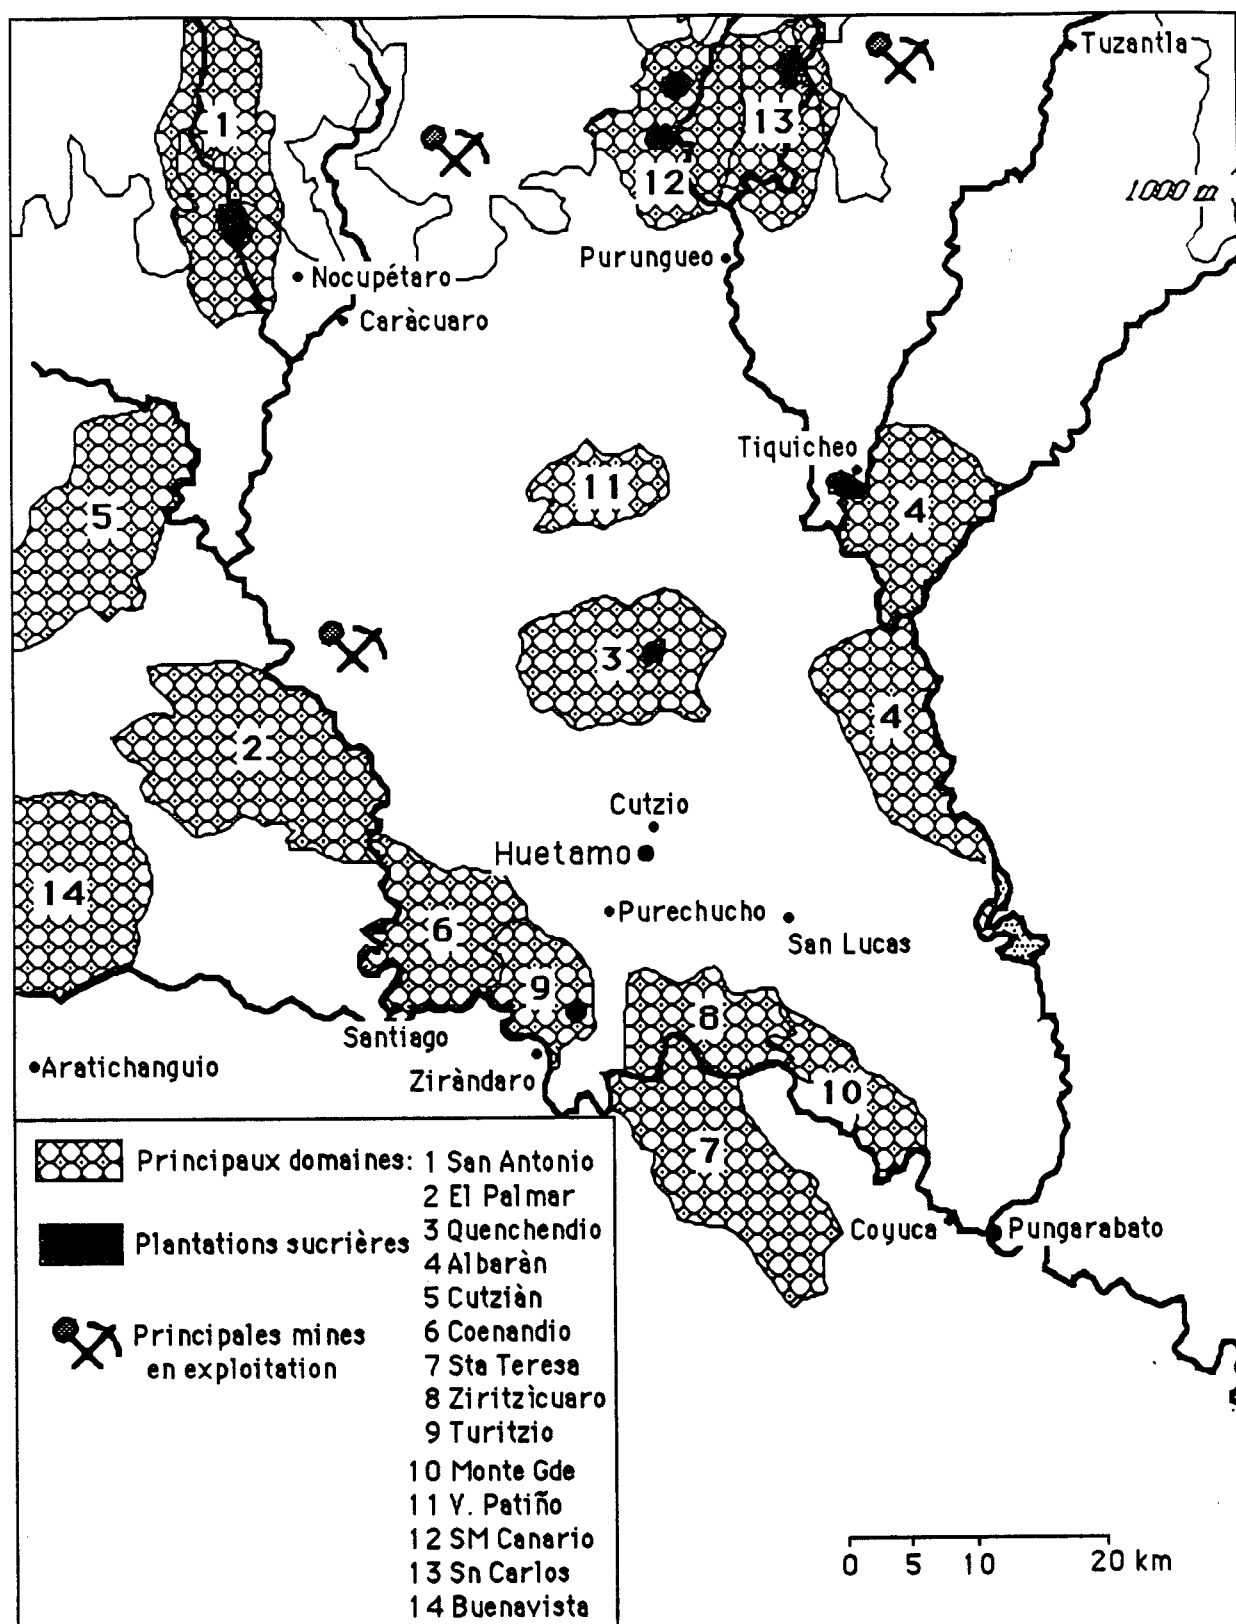 Tuzantla
1
13
12
1000 m
Purungueo
Nocupétaro
Caràcuaro
Tiquicheo
11
5
4
3
4
2
Cutzio
Huetamo
14
Purechucho
6
San Lucas
9
8
Santiago
Aratichanguio
Ziràndaro
10
7
Coyuca
Pungarabato
Principaux domaines: 1 San Antonio
2 El Palmar
Plantations sucrières
3 Quenchendio
4 Albaràn
5 Cutziàn
Principales mines
en exploitation
6 Coenandio
7 Sta Teresa
8 Ziritzìcuaro
9 Turitzio
10 Monte Gde
11 Y. Patiño
12 SM Canario
13 Sn Carlos
14 Buenavista
0 5 10 20 km